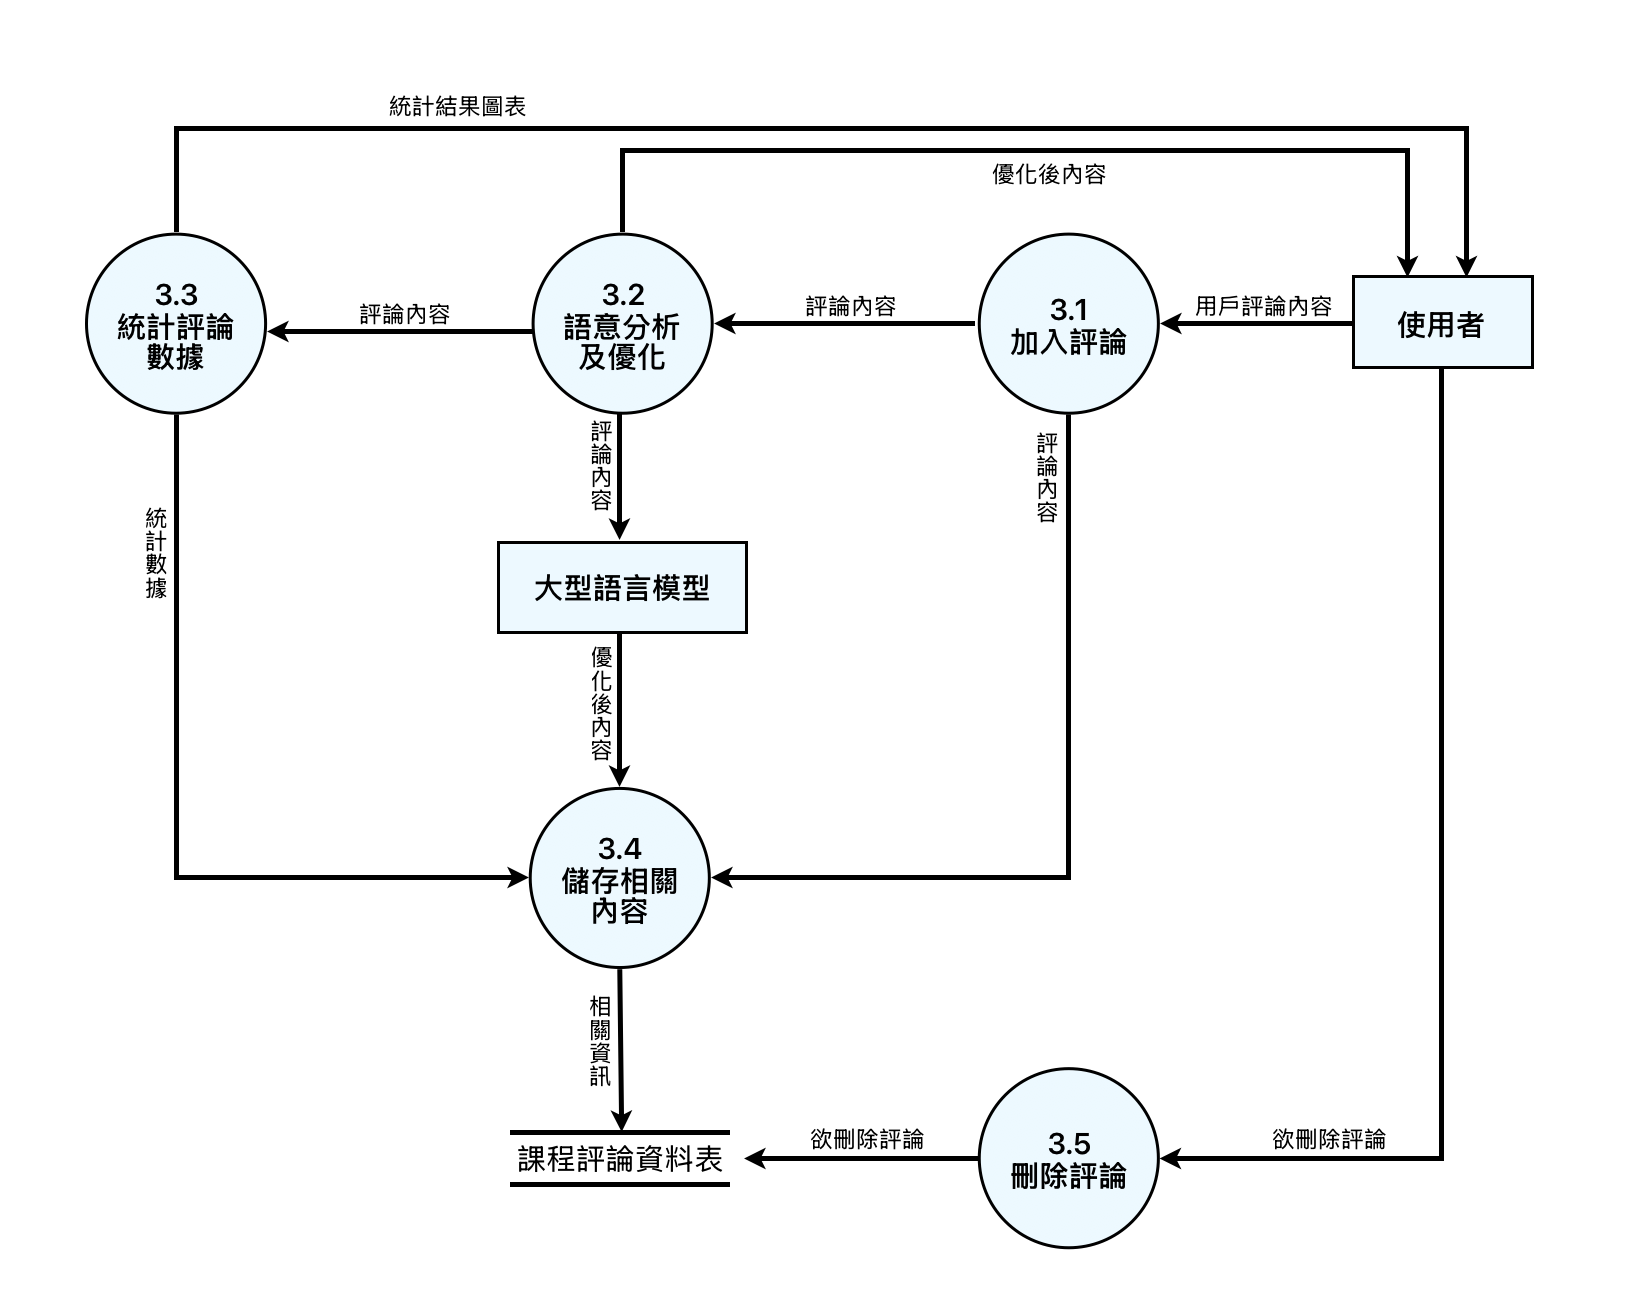 統計結果圖表
優化後內容
3.3
統計評論
數據
評論內容
3.2
語意分析
及優化
評論內容
3.1
加入評論
用戶評論內容
使用者
評論內容
評論內容
統計數據
大型語言模型
優化後內容
3.4
儲存相關
內容
相關資訊
課程評論資料表
欲刪除評論
3.5
刪除評論
欲刪除評論